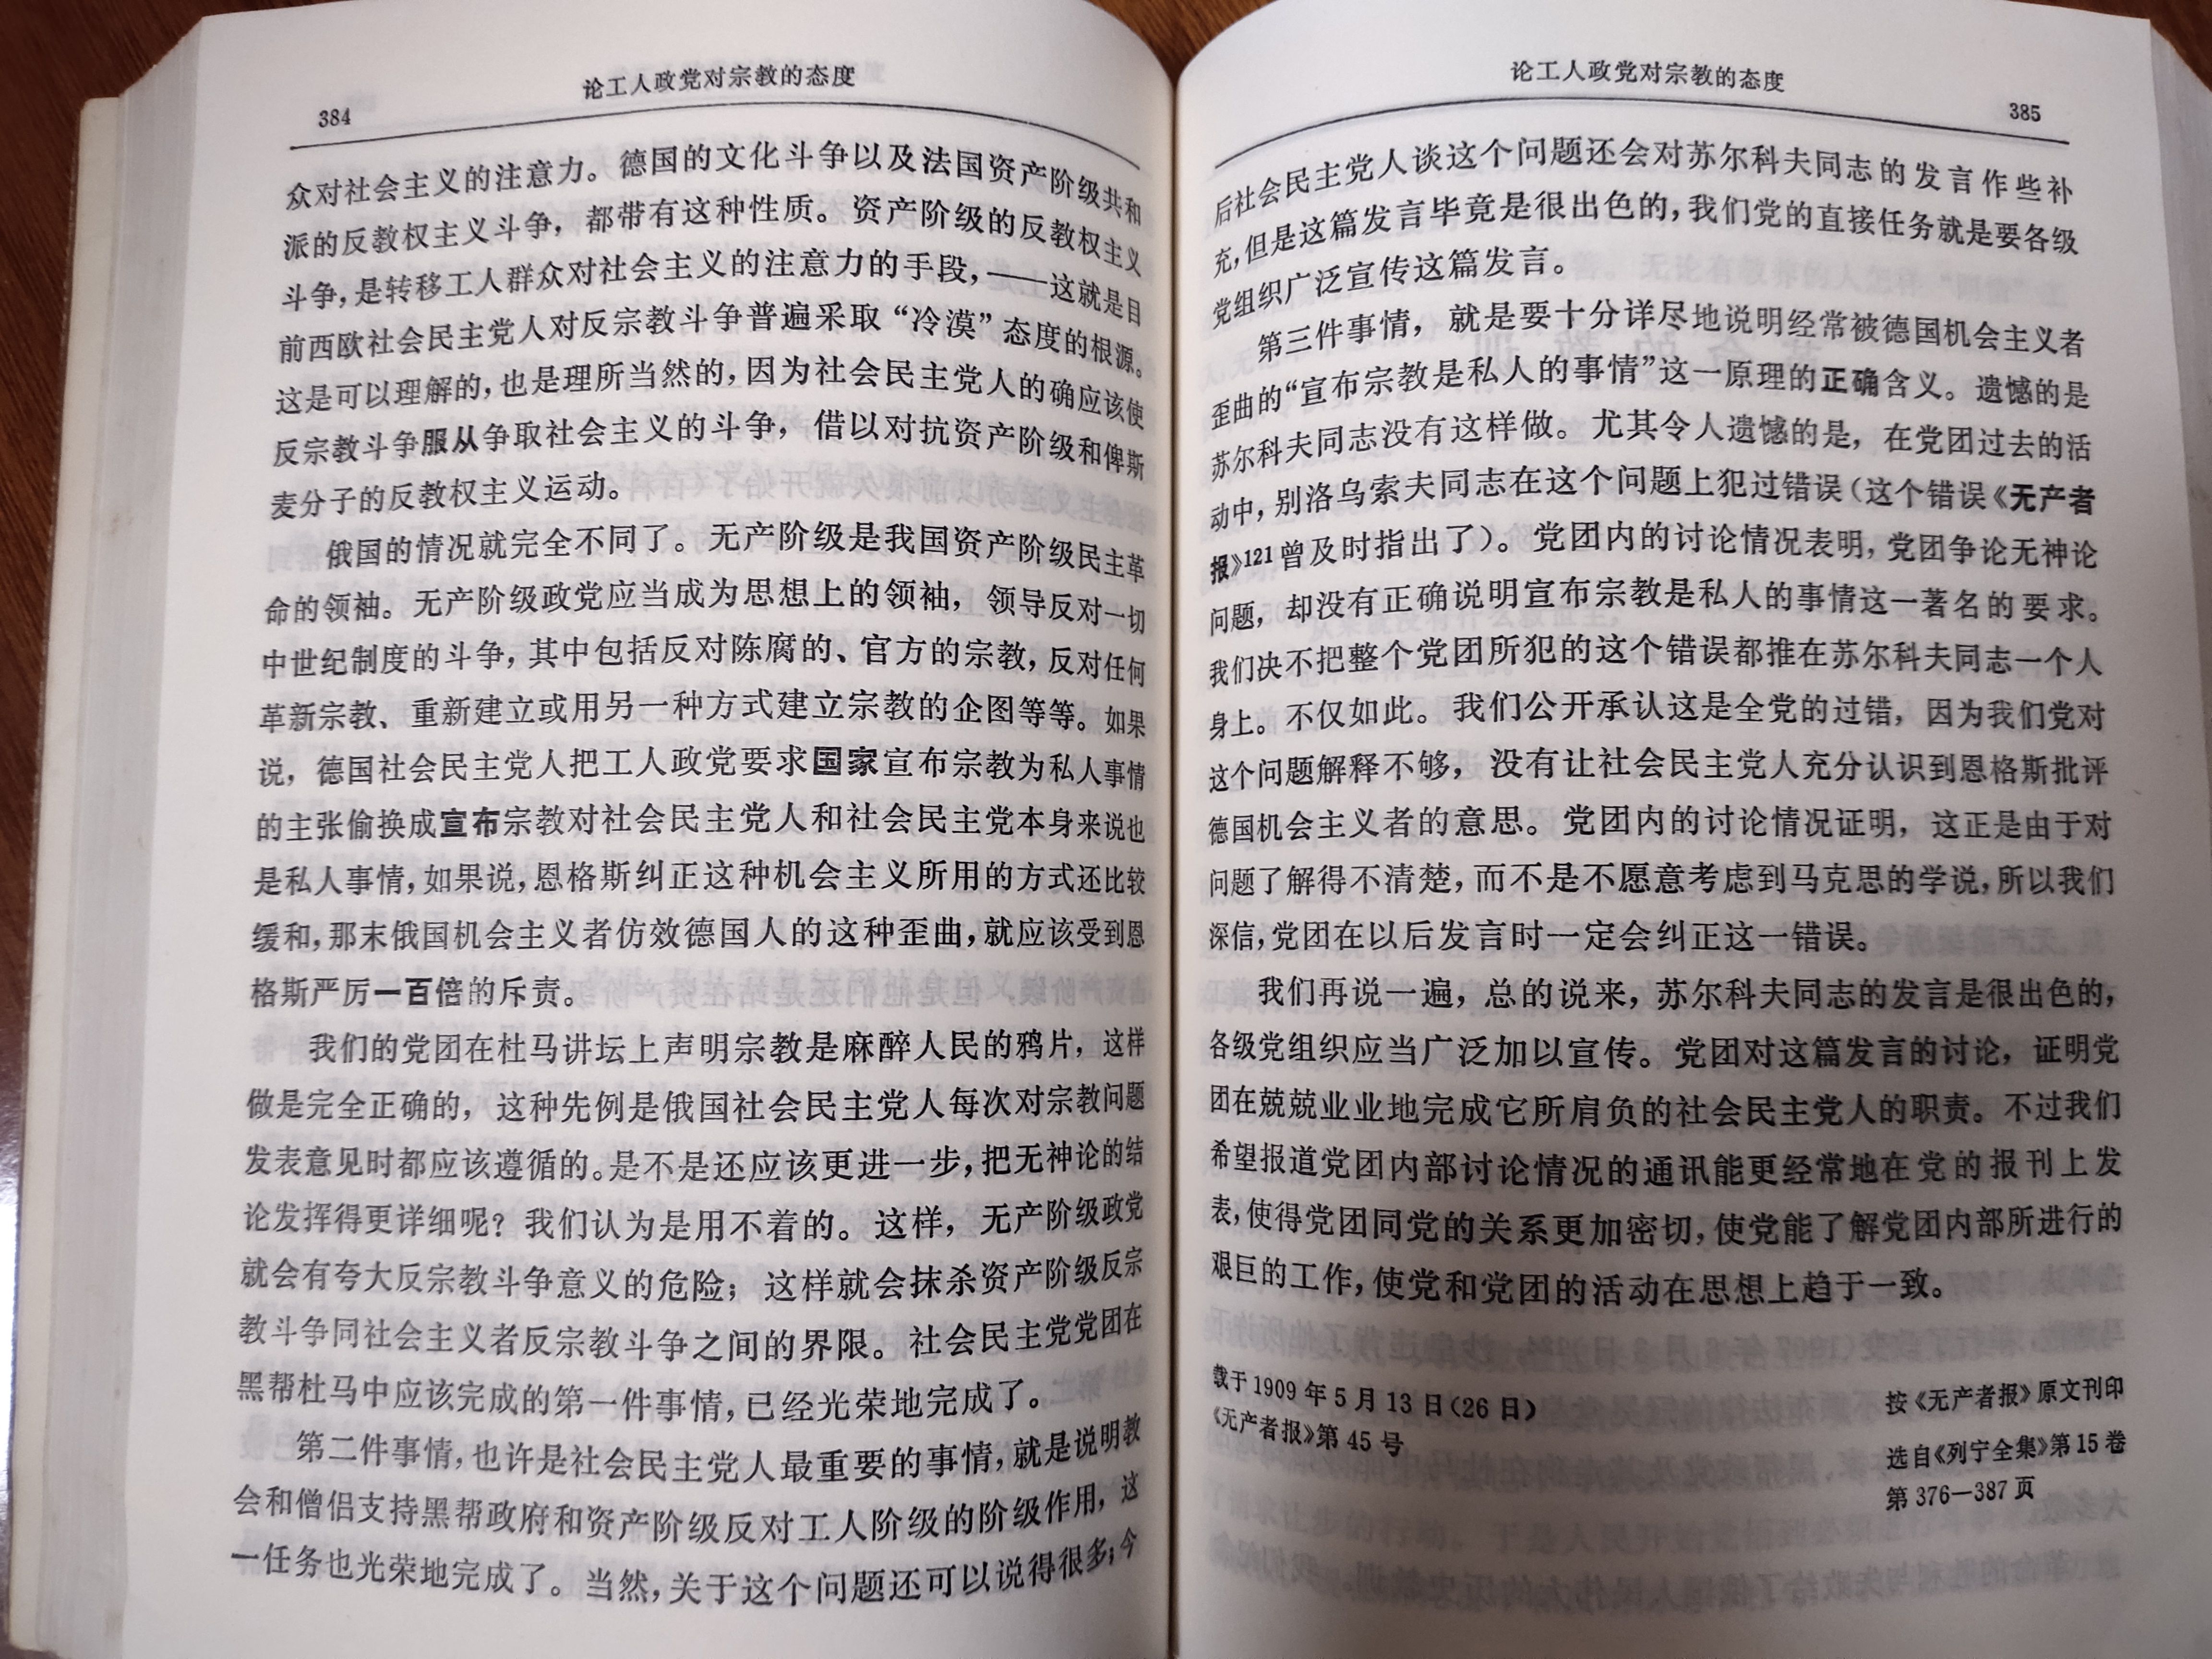 论工人政党对宗教的态度
384
众对社会主义的注意力。德国的文化斗争以及法国资产阶级共和
派的反教权主义斗争，都带有这种性质。资产阶级的反教权主义
斗争，是转移工人群众对社会主义的注意力的手段，——这就是目
前西欧社会民主党人对反宗教斗争普遍采取“冷漠”态度的根源。
这是可以理解的，也是理所当然的，因为社会民主党人的确应该使
反宗教斗争服从争取社会主义的斗争，借以对抗资产阶级和俾斯
麦分子的反教权主义运动。
俄国的情况就完全不同了。无产阶级是我国资产阶级民主革
命的领袖。无产阶级政党应当成为思想上的领袖，领导反对一切
中世纪制度的斗争，其中包括反对陈腐的、官方的宗教，反对任何
革新宗教、重新建立或用另一种方式建立宗教的企图等等。如果
说，德国社会民主党人把工人政党要求国家宣布宗教为私人事情
的主张偷换成宣布宗教对社会民主党人和社会民主党本身来说也
是私人事情，如果说，恩格斯纠正这种机会主义所用的方式还比较
缓和，那末俄国机会主义者仿效德国人的这种歪曲，就应该受到恩
格斯严厉一百倍的斥责。
我们的党团在杜马讲坛上声明宗教是麻醉人民的鸦片，这样
做是完全正确的，这种先例是俄国社会民主党人每次对宗教问题
发表意见时都应该遵循的。是不是还应该更进一步，把无神论的结
论发挥得更详细呢？我们认为是用不着的。这样，无产阶级政党
就会有夸大反宗教斗争意义的危险；这样就会抹杀资产阶级反宗
教斗争同社会主义者反宗教斗争之间的界限。社会民主党党团在
黑帮杜马中应该完成的第一件事情，已经光荣地完成了。
第二件事情，也许是社会民主党人最重要的事情，就是说明教
会和僧侣支持黑帮政府和资产阶级反对工人阶级的阶级作用，这
一任务也光荣地完成了。当然，关于这个问题还可以说得很多；今
论工人政党对宗教的态度
385
后社会民主党人谈这个问题还会对苏尔科夫同志的发言作些补
充，但是这篇发言毕竟是很出色的，我们党的直接任务就是要各级
党组织广泛宣传这篇发言。
第三件事情，就是要十分详尽地说明经常被德国机会主义者
歪曲的“宣布宗教是私人的事情”这一原理的正确含义。遗憾的是
苏尔科夫同志没有这样做。尤其令人遗憾的是，在党团过去的活
动中，别洛乌索夫同志在这个问题上犯过错误（这个错误《无产者
报》121曾及时指出了）。党团内的讨论情况表明，党团争论无神论
问题，却没有正确说明宣布宗教是私人的事情这一著名的要求。
我们决不把整个党团所犯的这个错误都推在苏尔科夫同志一个人
身上。不仅如此。我们公开承认这是全党的过错，因为我们党对
这个问题解释不够，没有让社会民主党人充分认识到恩格斯批评
德国机会主义者的意思。党团内的讨论情况证明，这正是由于对
问题了解得不清楚，而不是不愿意考虑到马克思的学说，所以我们
深信，党团在以后发言时一定会纠正这一错误。
我们再说一遍，总的说来，苏尔科夫同志的发言是很出色的，
各级党组织应当广泛加以宣传。党团对这篇发言的讨论，证明党
团在兢兢业业地完成它所肩负的社会民主党人的职责。不过我们
希望报道党团内部讨论情况的通讯能更经常地在党的报刊上发
表，使得党团同党的关系更加密切，使党能了解党团内部所进行的
艰巨的工作，使党和党团的活动在思想上趋于一致。
载于1909年5月13日（26日）
《无产者报》第45号
按《无产者报》原文刊印
选自《列宁全集》第15卷
第376—387页